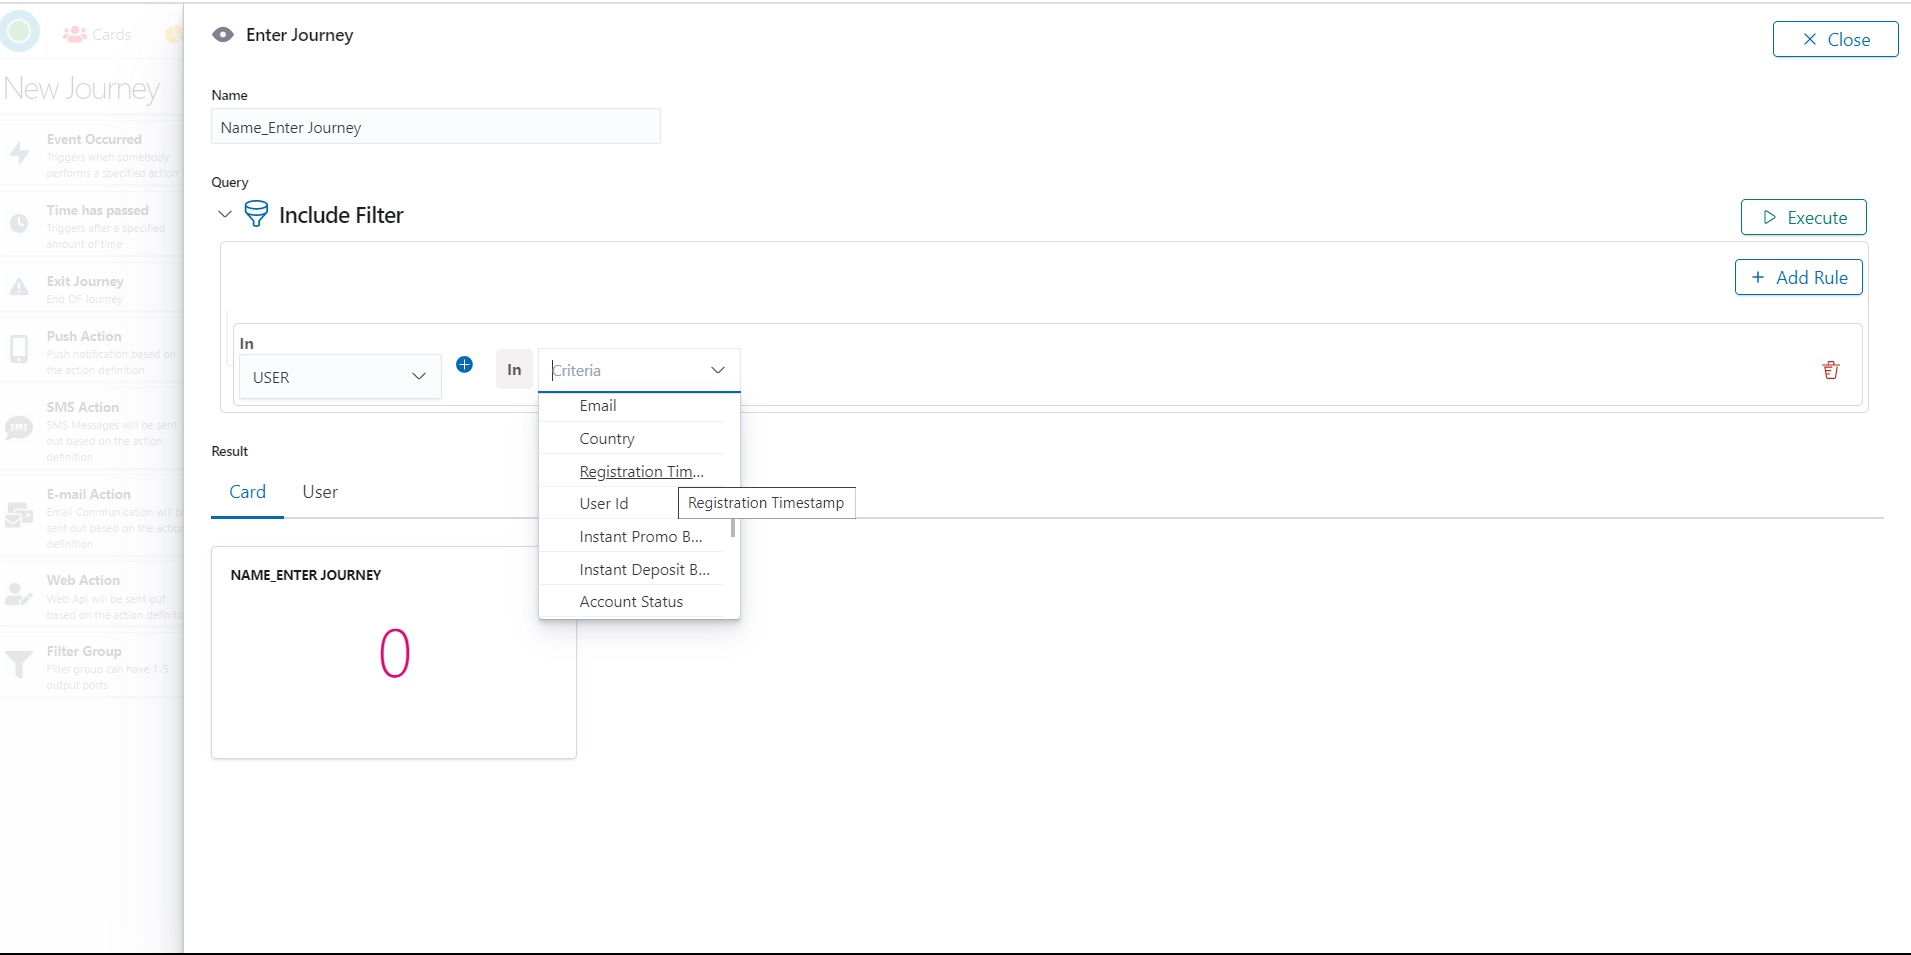 Cards
New Journey
Event Occurred
Triggers when somebody
performs a specified action
Time has passed
Triggers after a specified
amount of time
Exit Journey
End OF Journey
Push Action
Push notification based on
the action definition
SMS
SMS Action
SMS Messages will be sent
out based on the action
definition
E-mail Action
Email Communication will b
sent out based on the actio
definition
Web Action
Web Api will be sent out
based on the action definitio
Filter Group
Filter group can have 1-5
output ports
Enter Journey
Close
Name
Name_Enter Journey
Query
Include Filter
Execute
+ Add Rule
In
USER
In
Criteria
Email
Country
Registration Tim...
User Id
Registration Timestamp
Instant Promo B...
Instant Deposit B...
Account Status
Result
Card
User
NAME_ENTER JOURNEY
0